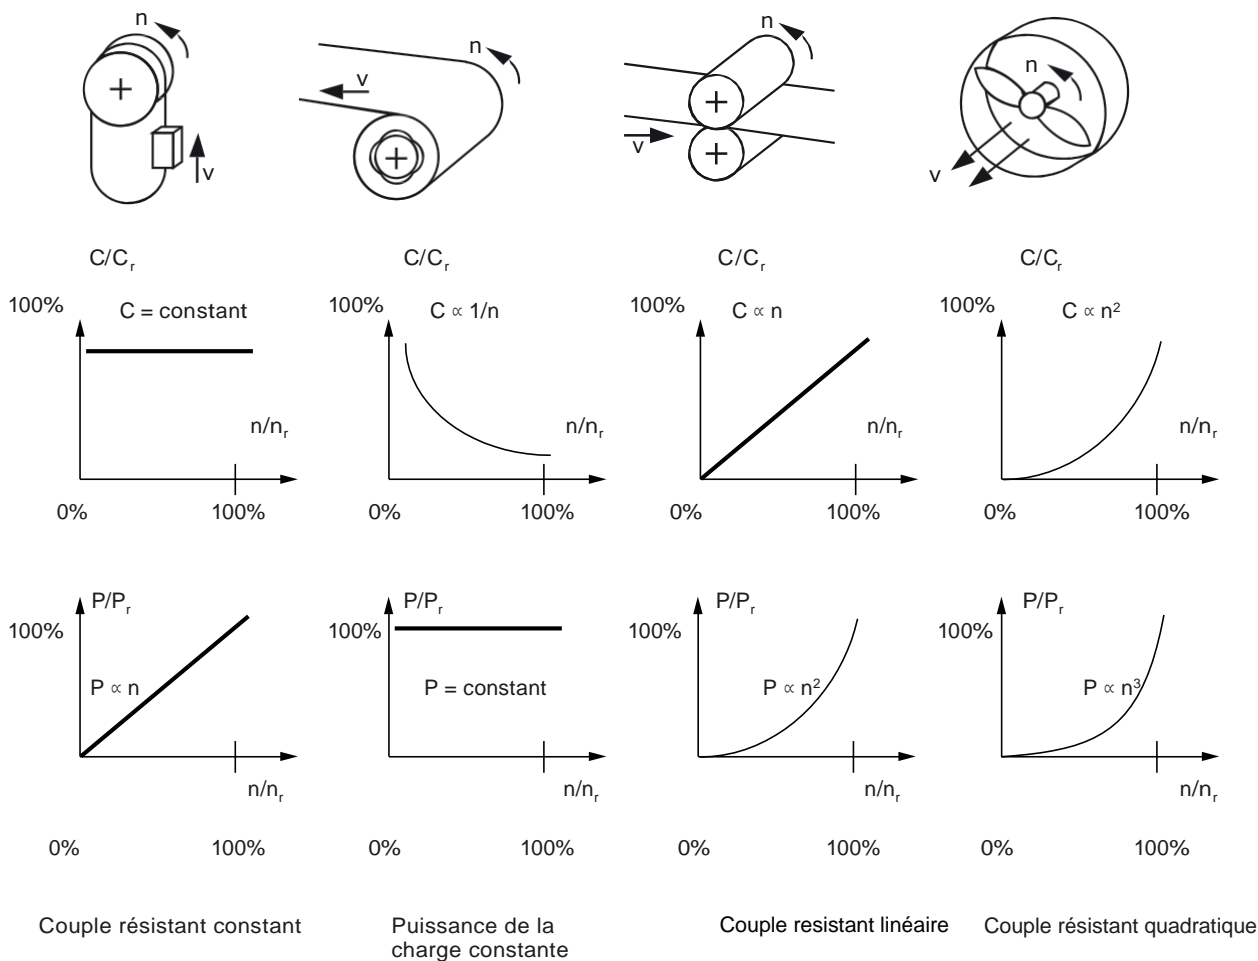 n
n
n
n
v
v
v
v
C/Cr
C/Cr
C/Cr
C/Cr
100%
C = constant
100%
C ∝ 1/n
100%
C ∝ n
100%
C ∝ n²
n/nr
n/nr
n/nr
n/nr
0%
100%
0%
100%
0%
100%
0%
100%
P/Pr
P/Pr
P/Pr
P/Pr
100%
100%
100%
100%
P ∝ n
P = constant
P ∝ n²
P ∝ n³
n/nr
n/nr
n/nr
n/nr
0%
100%
0%
100%
0%
100%
0%
100%
Couple résistant constant
Puissance de la
charge constante
Couple resistant linéaire
Couple résistant quadratique